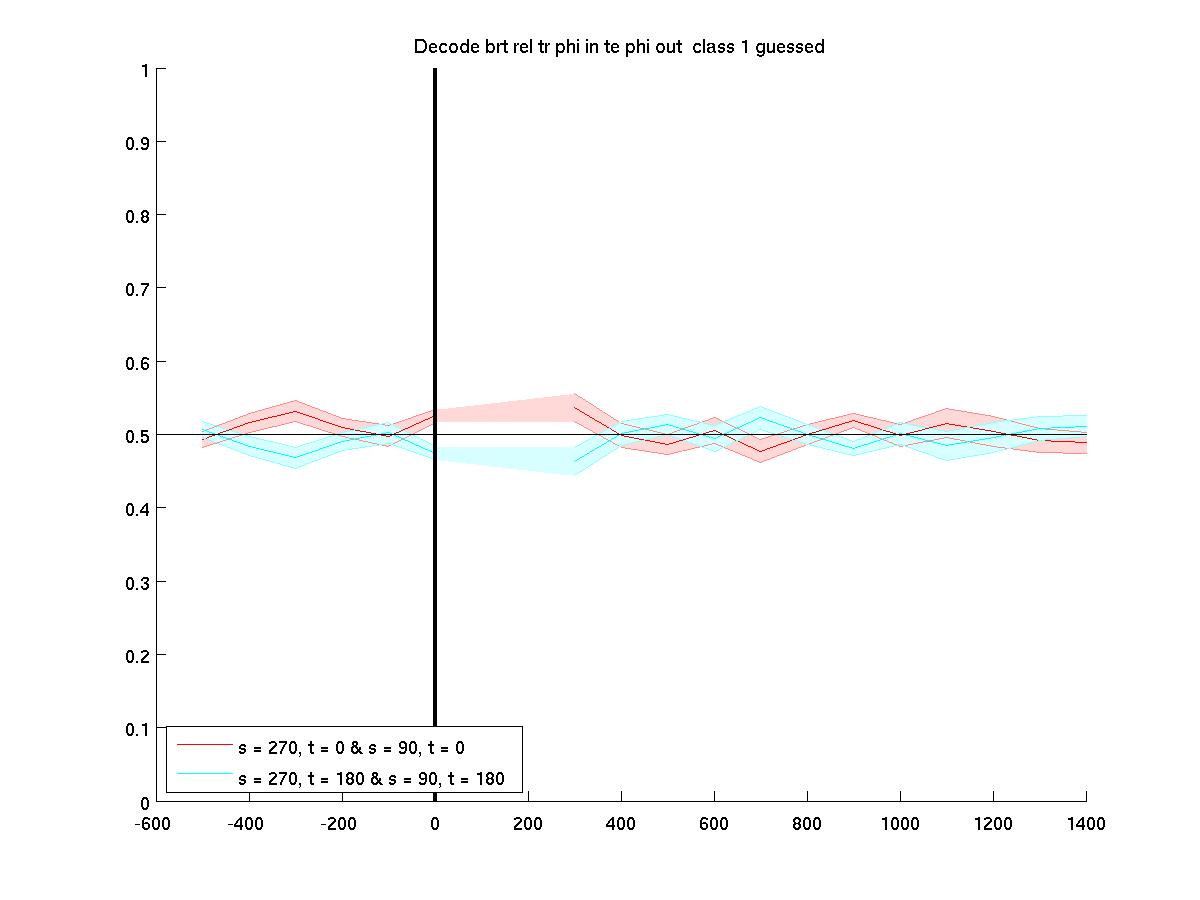 Decode brt rel tr phi in te phi out  class 1 guessed
1
0.9
0.8
0.7
0.6
0.5
0.4
0.3
0.2
0.1
0
s = 270, t = 0 & s = 90, t = 0
s = 270, t = 180 & s = 90, t = 180
-600 -400 -200 0 200 400 600 800 1000 1200 1400